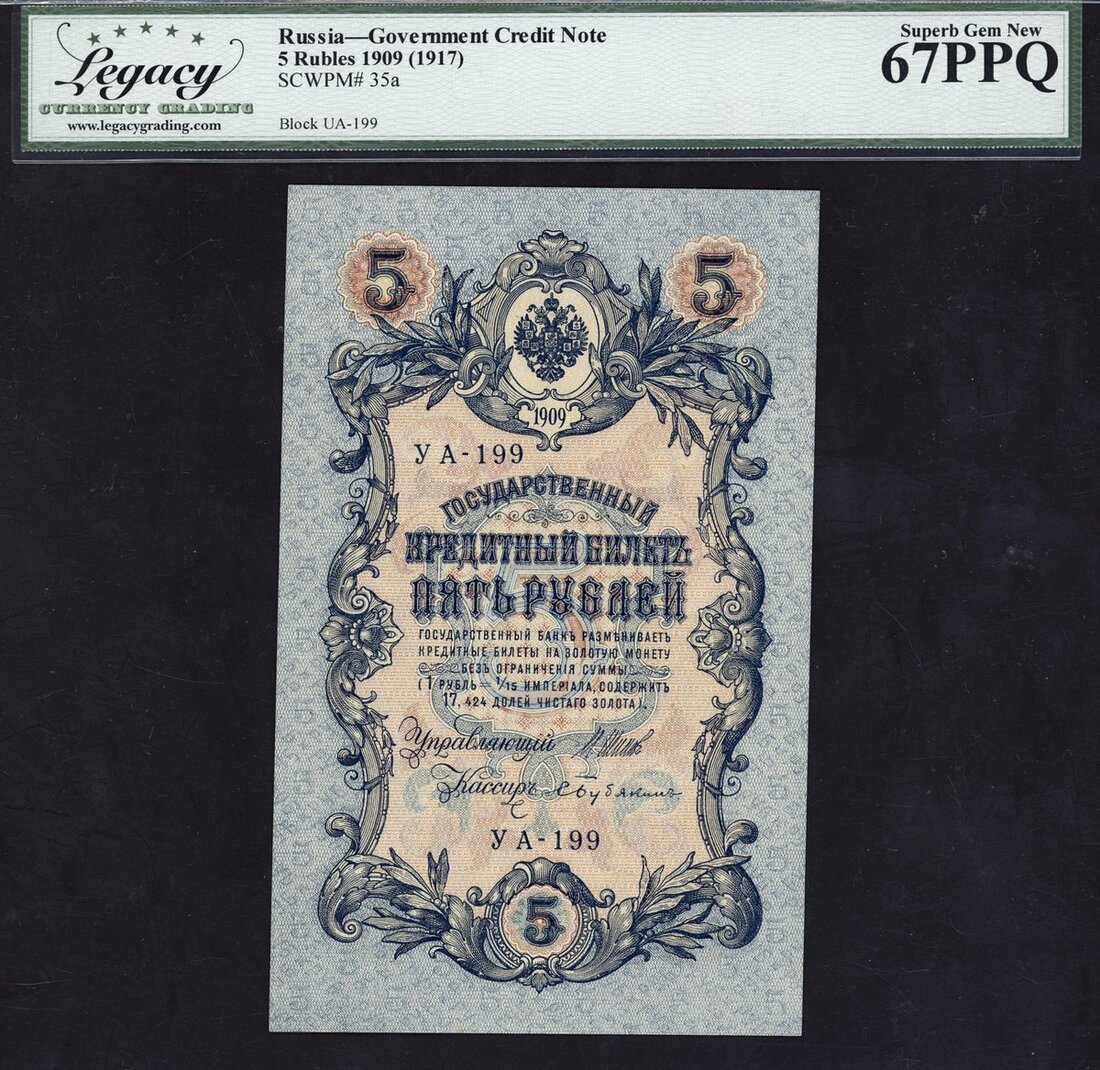 Legacy
CURRENCY GRADING
www.legacygrading.com
Russia—Government Credit Note
5 Rubles 1909 (1917)
SCWPM# 35a
Block UA-199
Superb Gem New
67PPQ
5 5
1909
УА-199
ГОСУДАРСТВЕННЫЙ
КРЕДИТНЫЙ БИЛЕТЪ
ПЯТЬ РУБЛЕЙ
ГОСУДАРСТВЕННЫЙ БАНКЪ РАЗМѢНИВАЕТЪ
КРЕДИТНЫЕ БИЛЕТЫ НА ЗОЛОТУЮ МОНЕТУ
БЕЗЪ ОГРАНИЧЕНІЯ СУММЫ
(1 РУБЛЬ — 1/15 ИМПЕРІАЛА, СОДЕРЖИТЪ
17,424 ДОЛЕЙ ЧИСТАГО ЗОЛОТА).
Управляющій
Кассиръ
УА-199
5